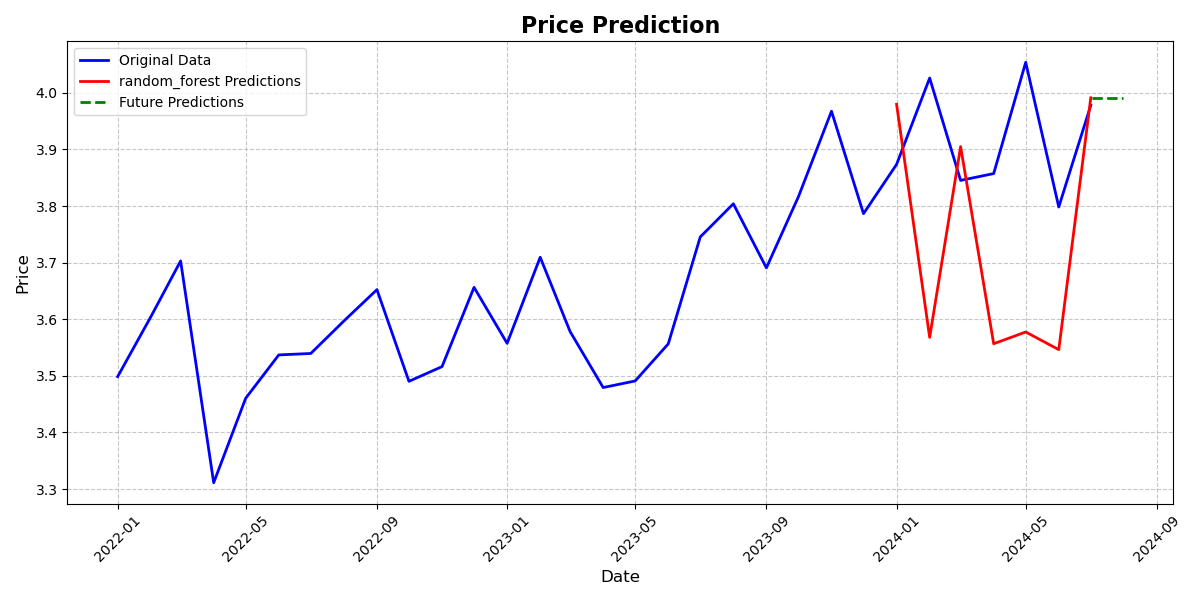 Price Prediction
Original Data
random_forest Predictions
Future Predictions
Price
4.0
3.9
3.8
3.7
3.6
3.5
3.4
3.3
2022-01
2022-05
2022-09
2023-01
2023-05
2023-09
2024-01
2024-05
2024-09
Date